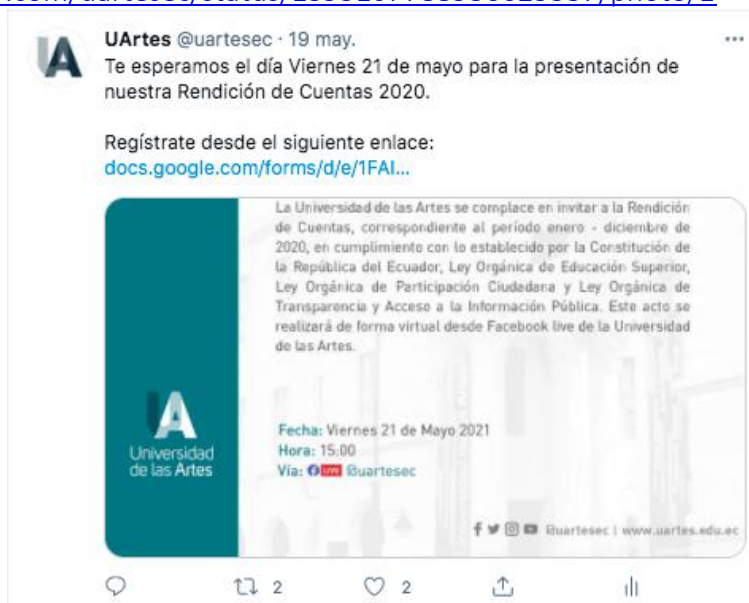 UArtes @uartesec · 19 may.
Te esperamos el día Viernes 21 de mayo para la presentación de
nuestra Rendición de Cuentas 2020.
Regístrate desde el siguiente enlace:
docs.google.com/forms/d/e/1FAI...
La Universidad de las Artes se complace en invitar a la Rendición
de Cuentas, correspondiente al período enero - diciembre de
2020, en cumplimiento con lo establecido por la Constitución de
la República del Ecuador, Ley Orgánica de Educación Superior,
Ley Orgánica de Participación Ciudadana y Ley Orgánica de
Transparencia y Acceso a la Información Pública. Este acto se
realizará de forma virtual desde Facebook live de la Universidad
de las Artes.
UA
Universidad
de las Artes
Fecha: Viernes 21 de Mayo 2021
Hora: 15:00
Vía: LIVE @uartesec
@uartesec | www.uartes.edu.ec
2 2